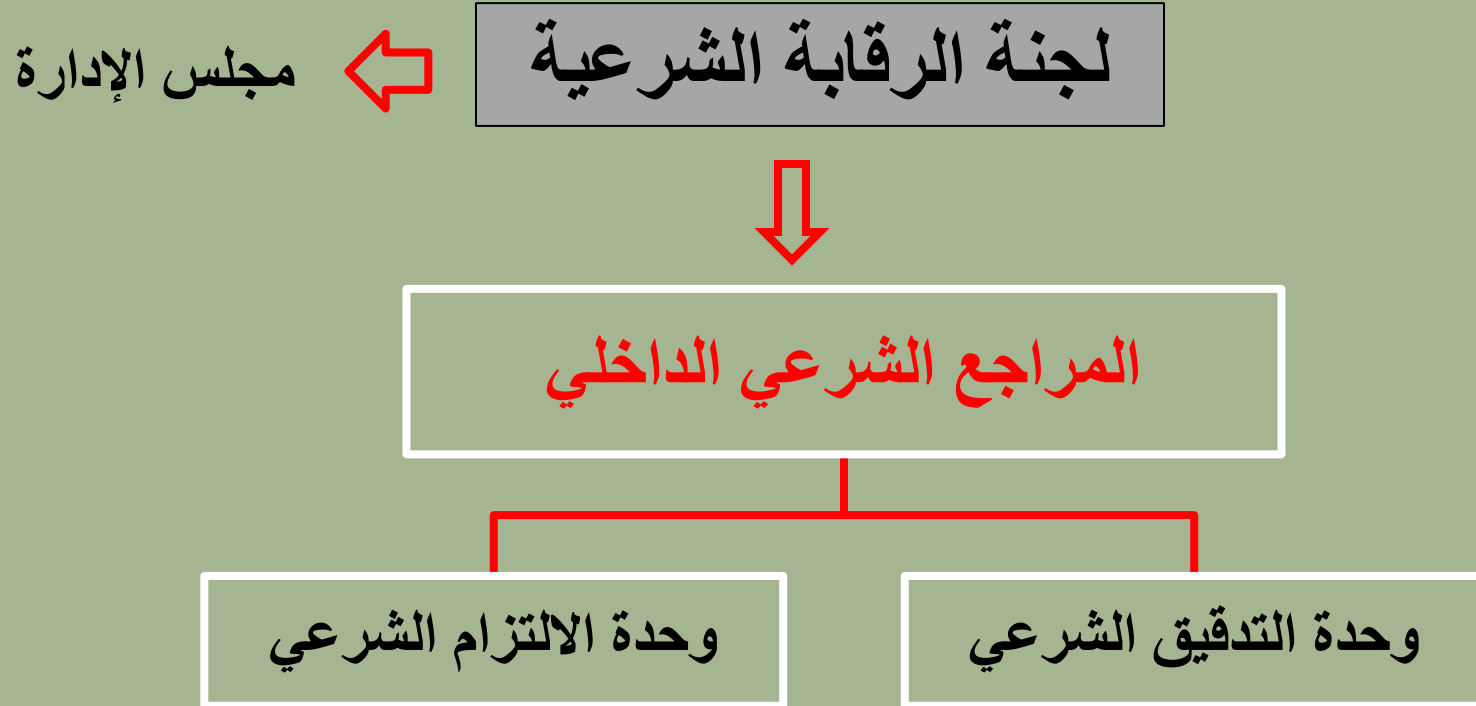 لجنة الرقابة الشرعية
مجلس الإدارة
المراجع الشرعي الداخلي
وحدة التدقيق الشرعي
وحدة الالتزام الشرعي